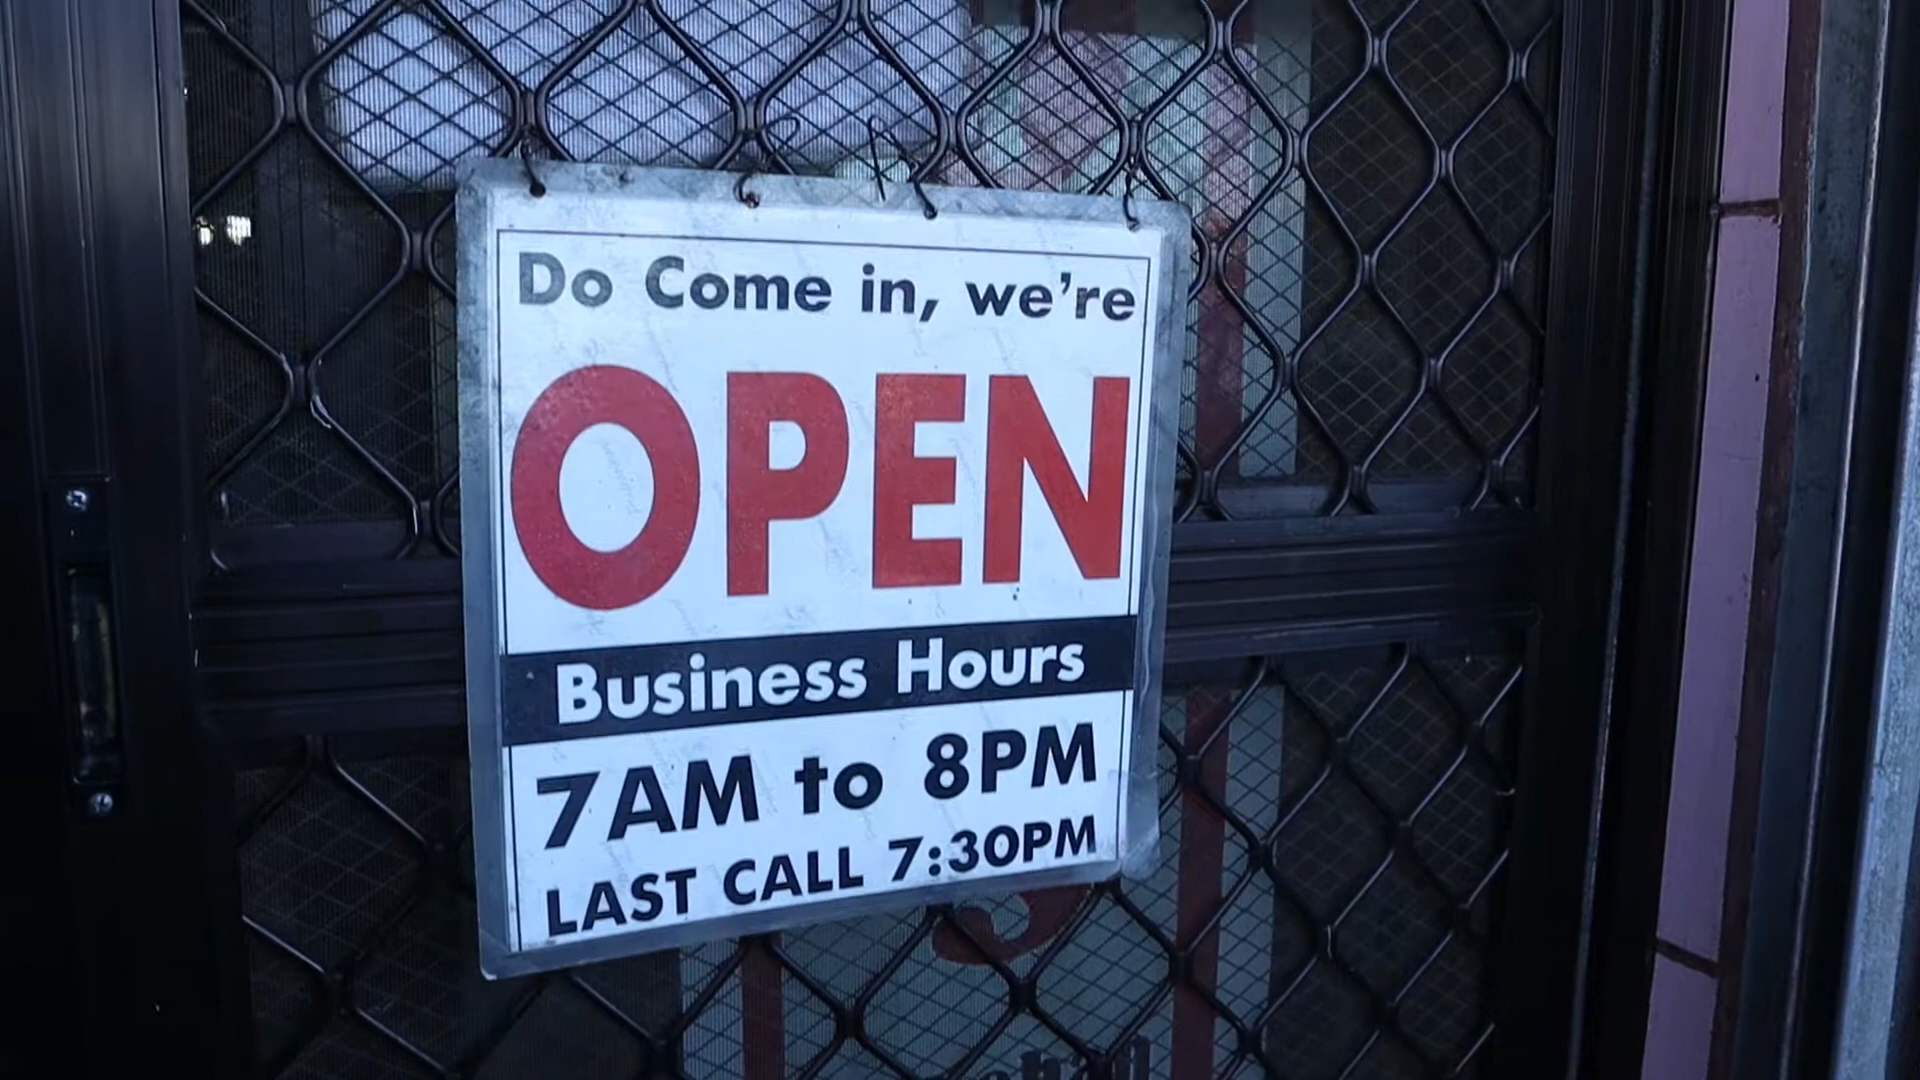 Do Come in, we're
OPEN
Business Hours
7AM to 8PM
LAST CALL 7:30PM